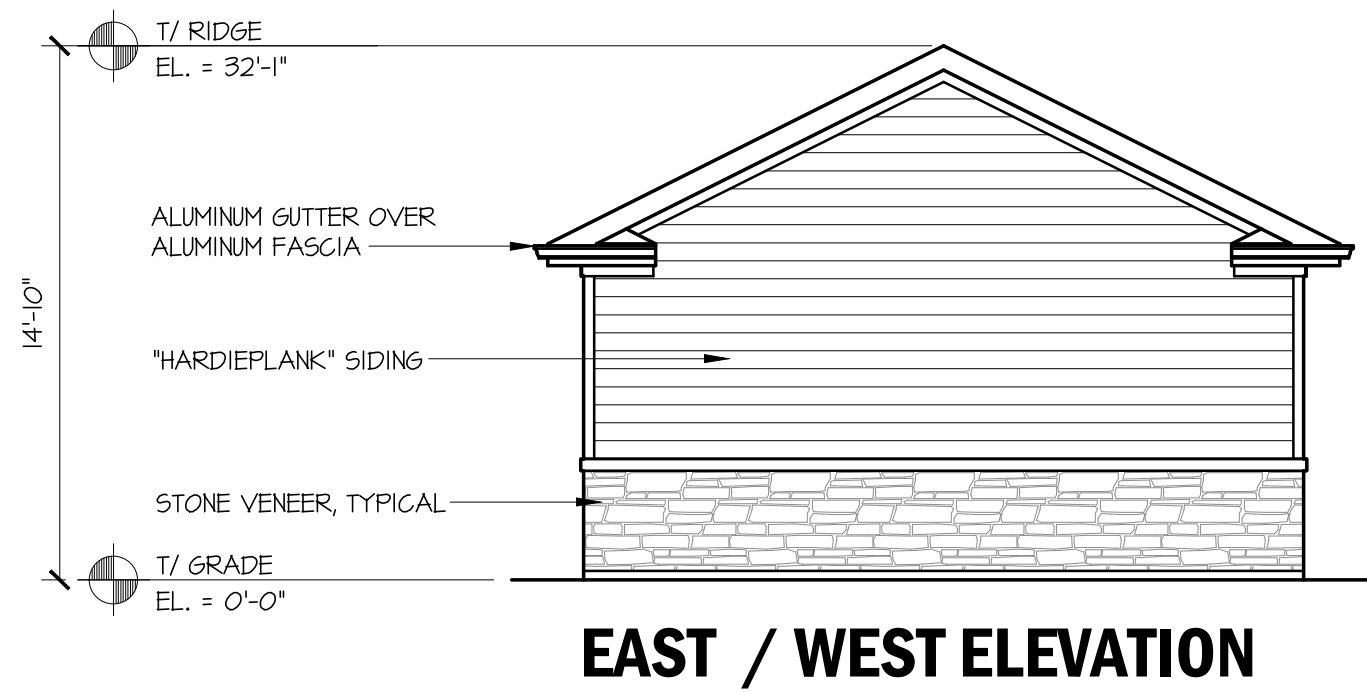 T/ RIDGE
EL. = 32'-1"
ALUMINUM GUTTER OVER
ALUMINUM FASCIA
14'-10"
"HARDIEPLANK" SIDING
STONE VENEER, TYPICAL
T/ GRADE
EL. = 0'-0"
EAST / WEST ELEVATION